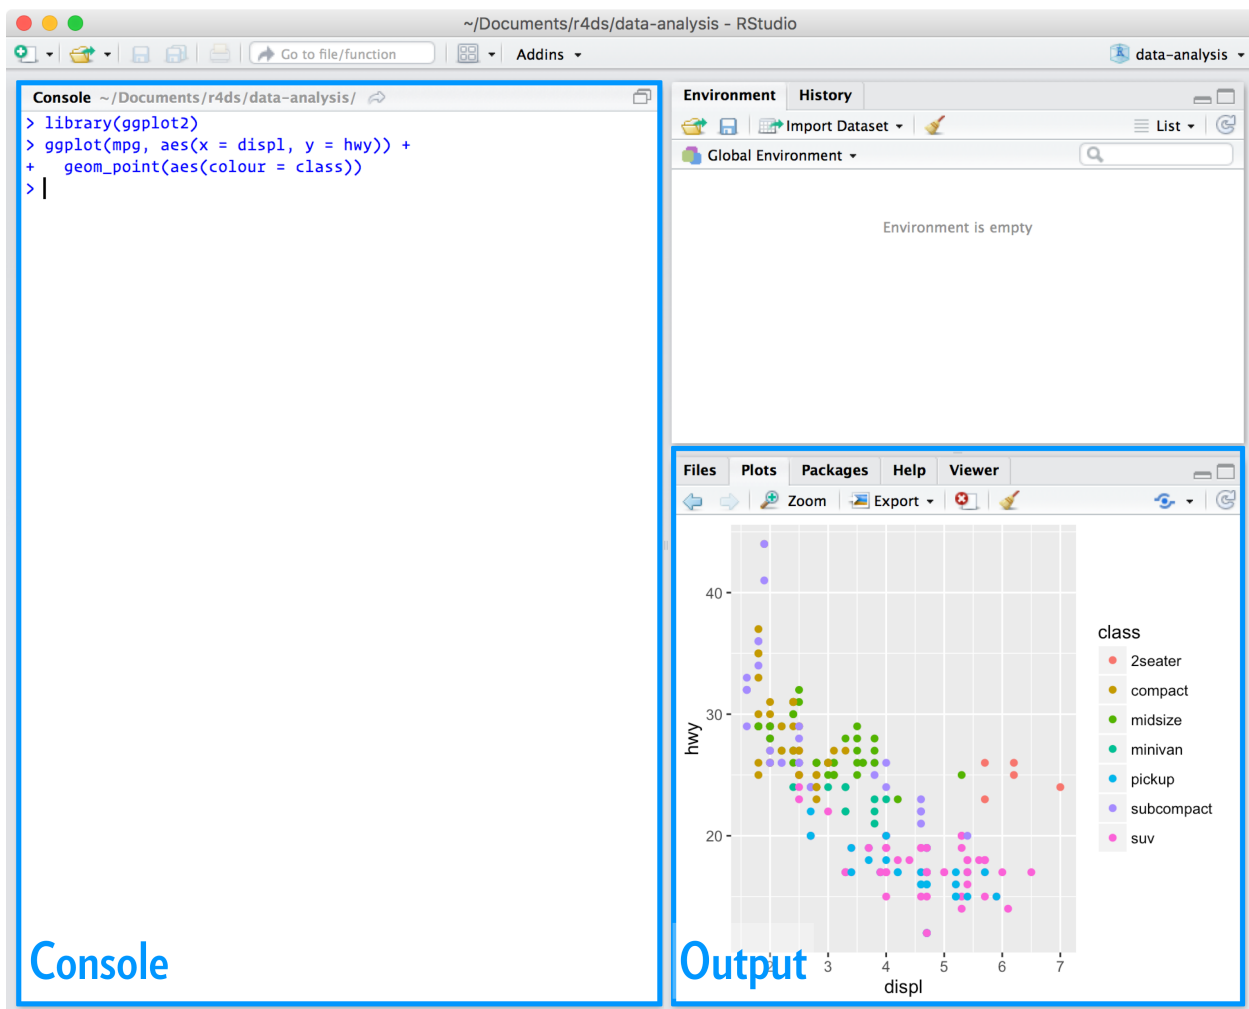 ~/Documents/r4ds/data-analysis - RStudio
Go to file/function
Addins
data-analysis
Console ~/Documents/r4ds/data-analysis/
> library(ggplot2)
> ggplot(mpg, aes(x = displ, y = hwy)) +
+   geom_point(aes(colour = class))
>
Console
Environment History
Import Dataset
List
Global Environment
Environment is empty
Files Plots Packages Help Viewer
Zoom Export
40
30
20
hwy
2 3 4 5 6 7
displ
class
2seater
compact
midsize
minivan
pickup
subcompact
suv
Output